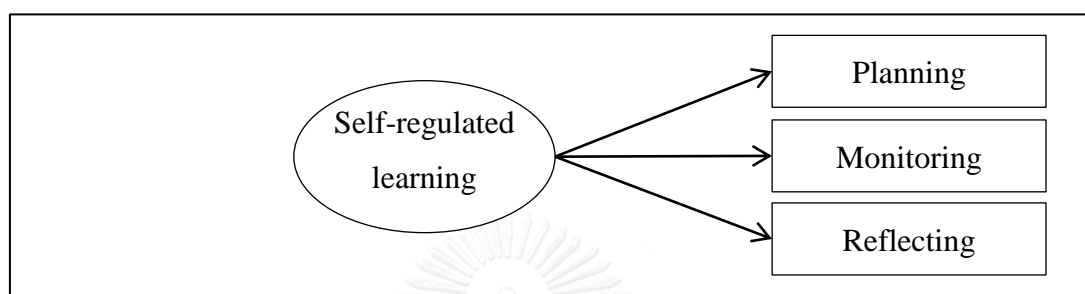 Self-regulated
learning
Planning
Monitoring
Reflecting